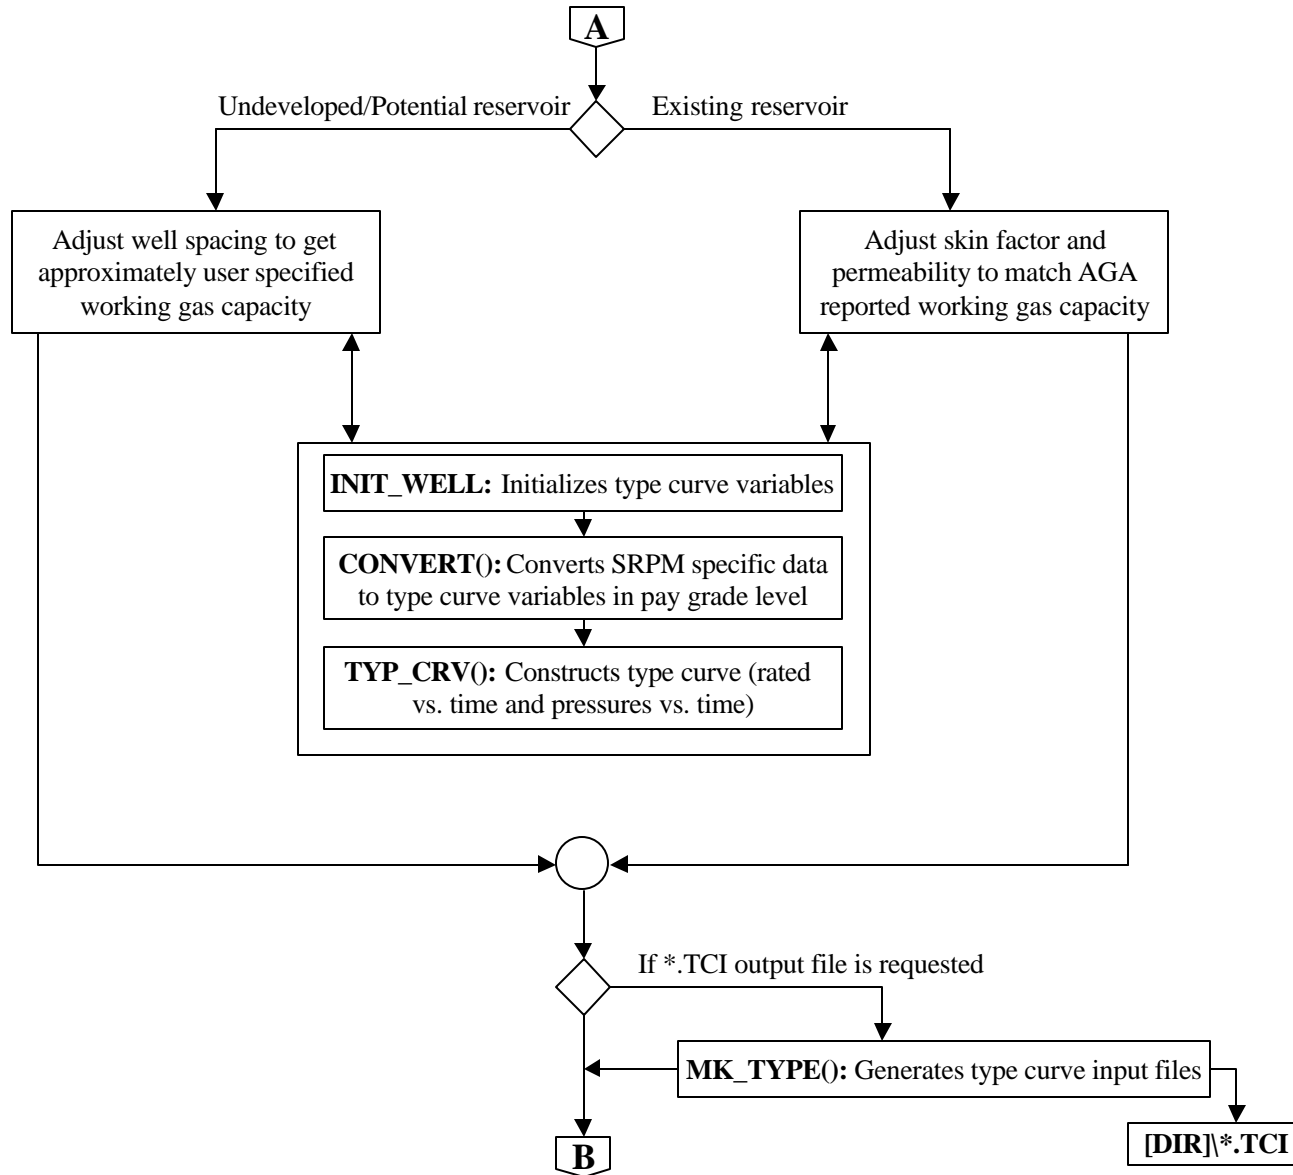 A
Undeveloped/Potential reservoir
Existing reservoir
Adjust well spacing to get
approximately user specified
working gas capacity
Adjust skin factor and
permeability to match AGA
reported working gas capacity
INIT_WELL: Initializes type curve variables
CONVERT(): Converts SRPM specific data
to type curve variables in pay grade level
TYP_CRV(): Constructs type curve (rated
vs. time and pressures vs. time)
If *.TCI output file is requested
MK_TYPE(): Generates type curve input files
[DIR]\*.TCI
B